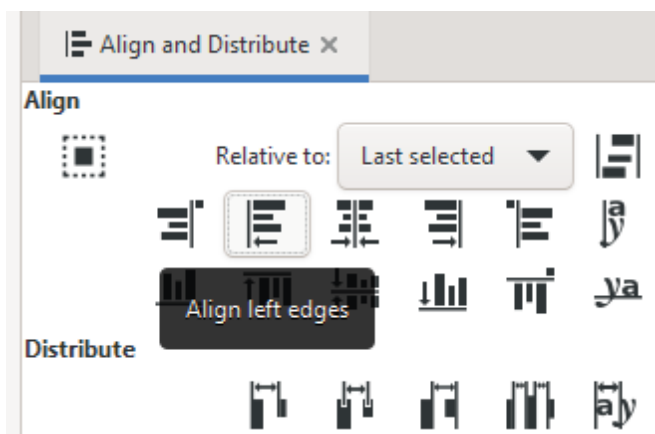 Align and Distribute
Align
Relative to: Last selected
Align left edges
Distribute